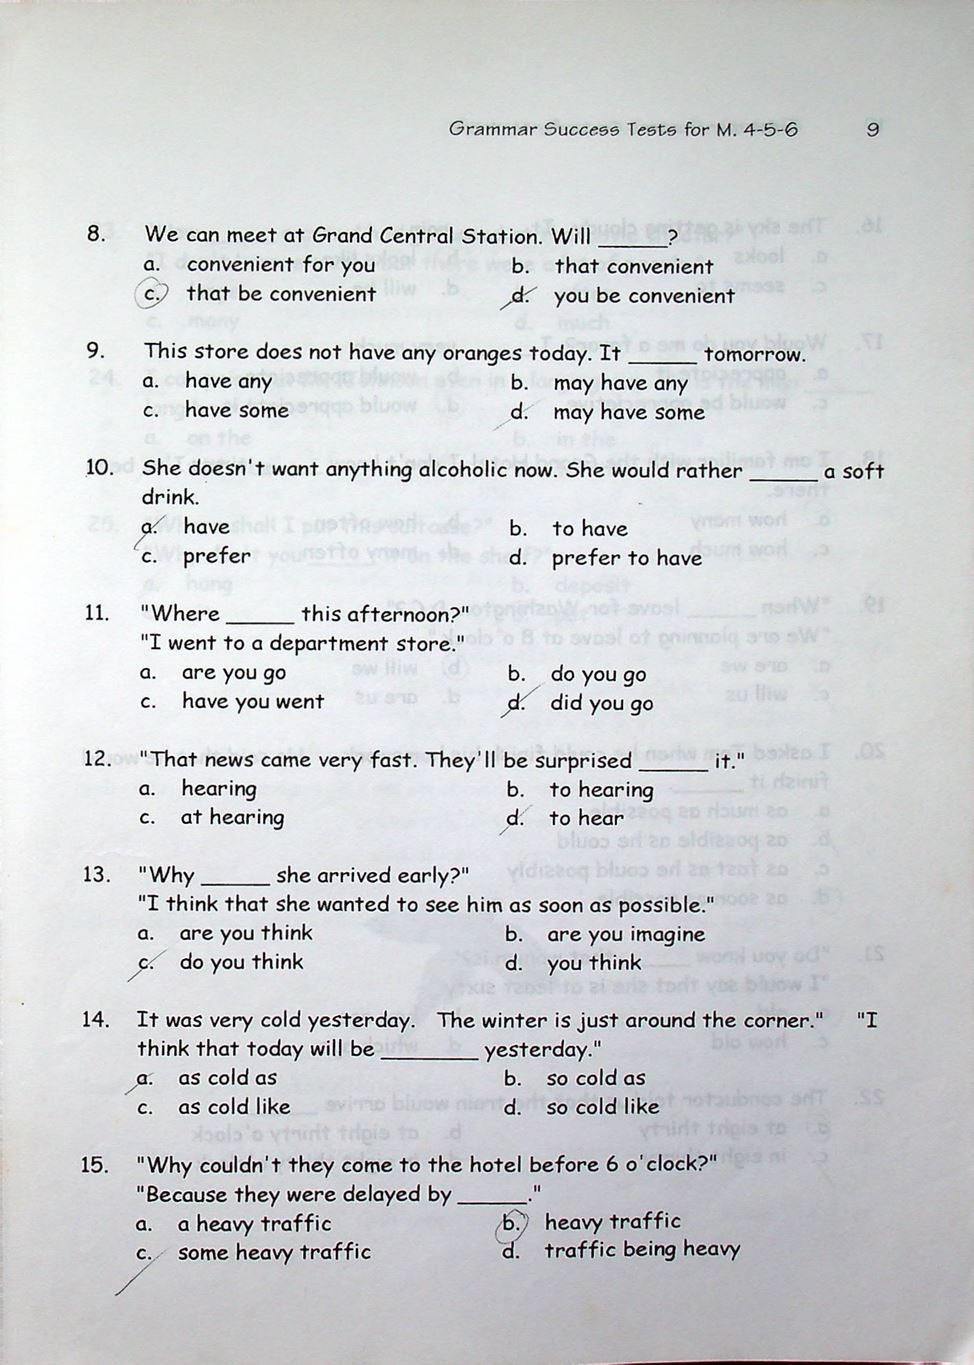 Grammar Success Tests for M. 4-5-6 9
8. We can meet at Grand Central Station. Will ______?
a. convenient for you b. that convenient
c. that be convenient d. you be convenient
9. This store does not have any oranges today. It ______ tomorrow.
a. have any b. may have any
c. have some d. may have some
10. She doesn't want anything alcoholic now. She would rather ______ a soft
drink.
a. have b. to have
c. prefer d. prefer to have
11. "Where ______ this afternoon?"
"I went to a department store."
a. are you go b. do you go
c. have you went d. did you go
12. "That news came very fast. They'll be surprised ______ it."
a. hearing b. to hearing
c. at hearing d. to hear
13. "Why ______ she arrived early?"
"I think that she wanted to see him as soon as possible."
a. are you think b. are you imagine
c. do you think d. you think
14. It was very cold yesterday. The winter is just around the corner." "I
think that today will be ________ yesterday."
a. as cold as b. so cold as
c. as cold like d. so cold like
15. "Why couldn't they come to the hotel before 6 o'clock?"
"Because they were delayed by ______."
a. a heavy traffic b. heavy traffic
c. some heavy traffic d. traffic being heavy